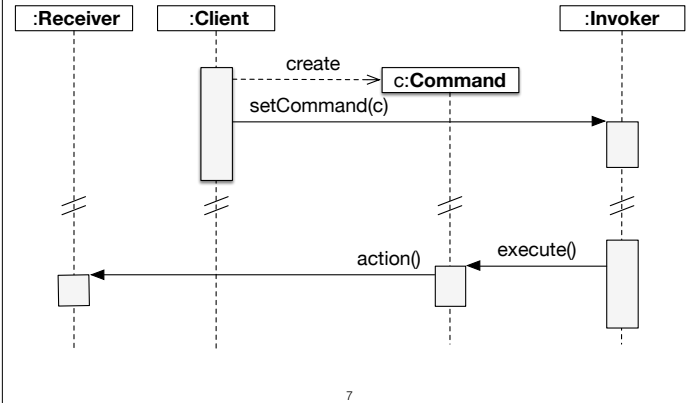 :Receiver
:Client
:Invoker
create
c:Command
setCommand(c)
execute()
action()
7